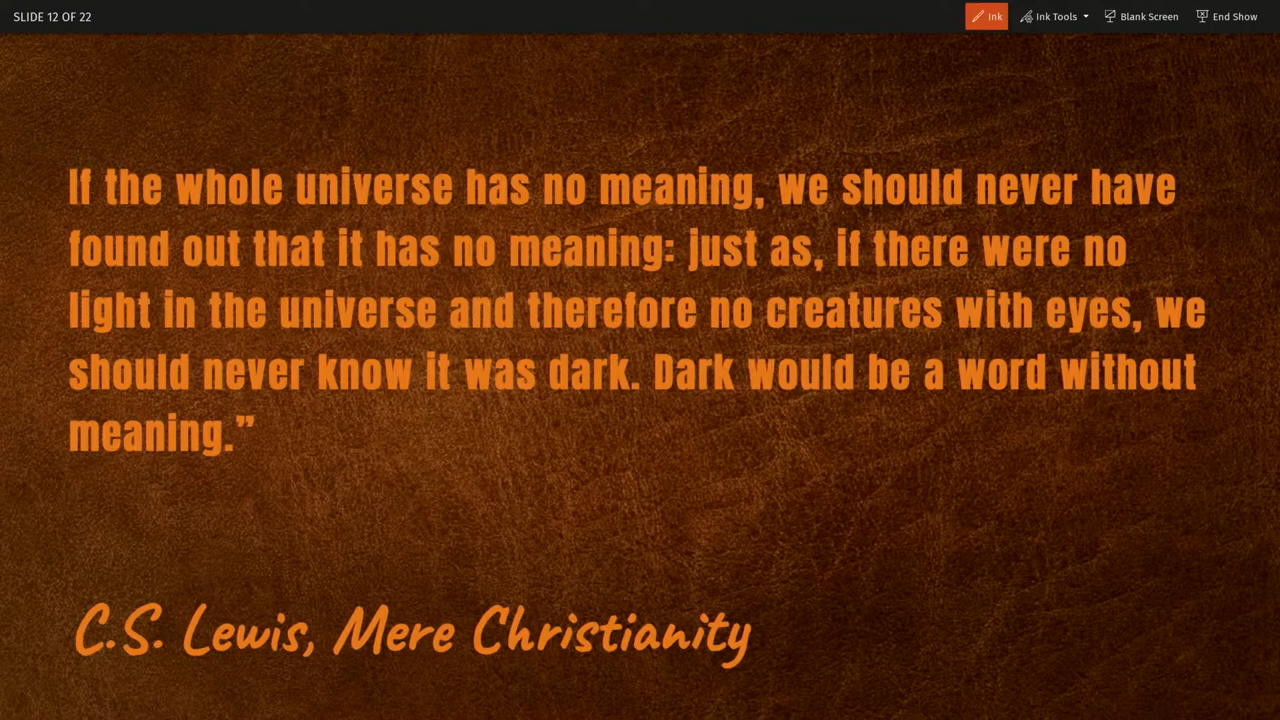 SLIDE 12 OF 22
Ink
Ink Tools
Blank Screen
End Show
If the whole universe has no meaning, we should never have
found out that it has no meaning: just as, if there were no
light in the universe and therefore no creatures with eyes, we
should never know it was dark. Dark would be a word without
meaning.”
C.S. Lewis, Mere Christianity